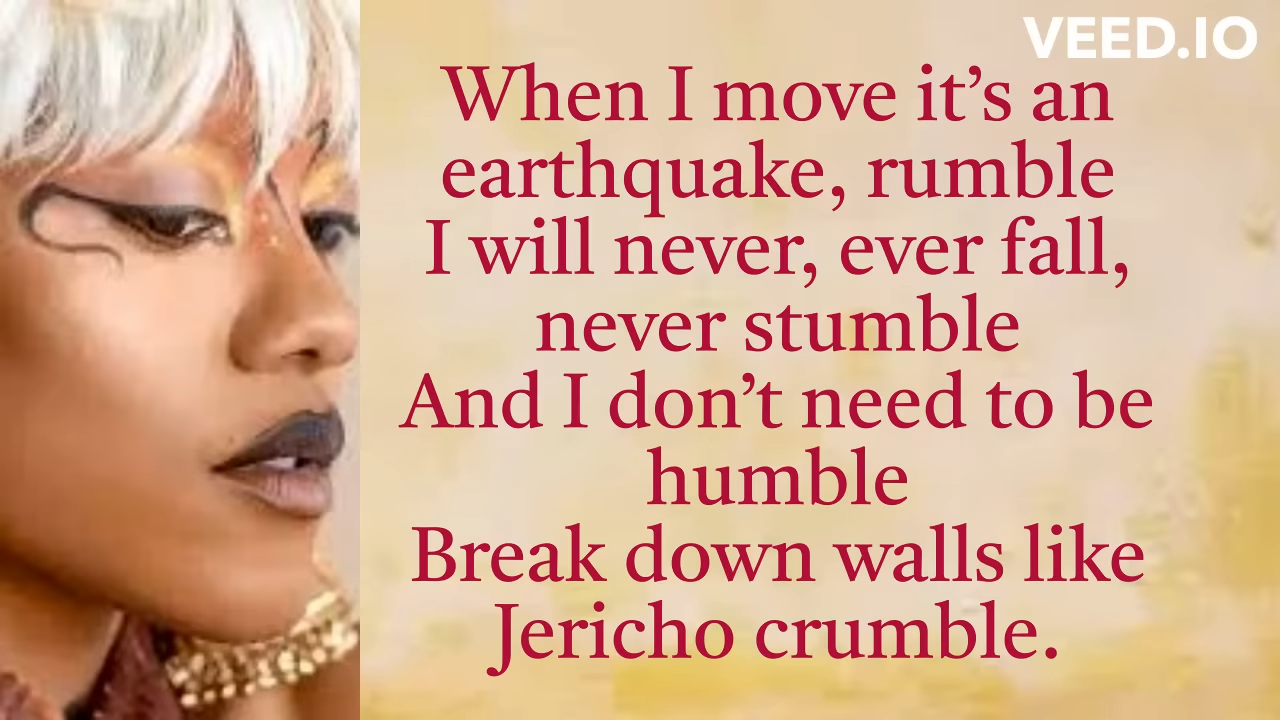 VEED.IO
When I move it’s an
earthquake, rumble
I will never, ever fall,
never stumble
And I don’t need to be
humble
Break down walls like
Jericho crumble.